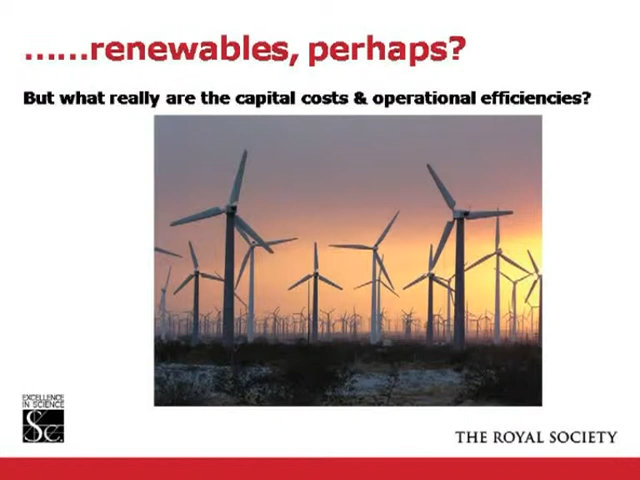 ......renewables, perhaps?
But what really are the capital costs & operational efficiencies?
EXCELLENCE
IN SCIENCE
THE ROYAL SOCIETY